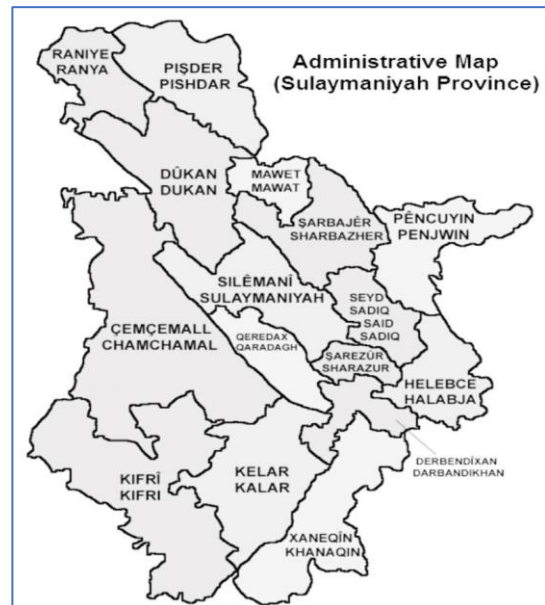 Administrative Map
(Sulaymaniyah Province)
RANIYE
RANYA
PIŞDER
PISHDAR
DÛKAN
DUKAN
MAWET
MAWAT
ŞARBAJÊR
SHARBAZHER
PÊNCUYIN
PENJWIN
SILÊMANÎ
SULAYMANIYAH
SEYD
SADIQ
SAID
SADIQ
ÇEMÇEMALL
CHAMCHAMAL
QEREDAX
QARADAGH
ŞAREZÛR
SHARAZUR
HELEBCE
HALABJA
DERBENDÎXAN
DARBANDIKHAN
KIFRÎ
KIFRI
KELAR
KALAR
XANEQÎN
KHANAQIN